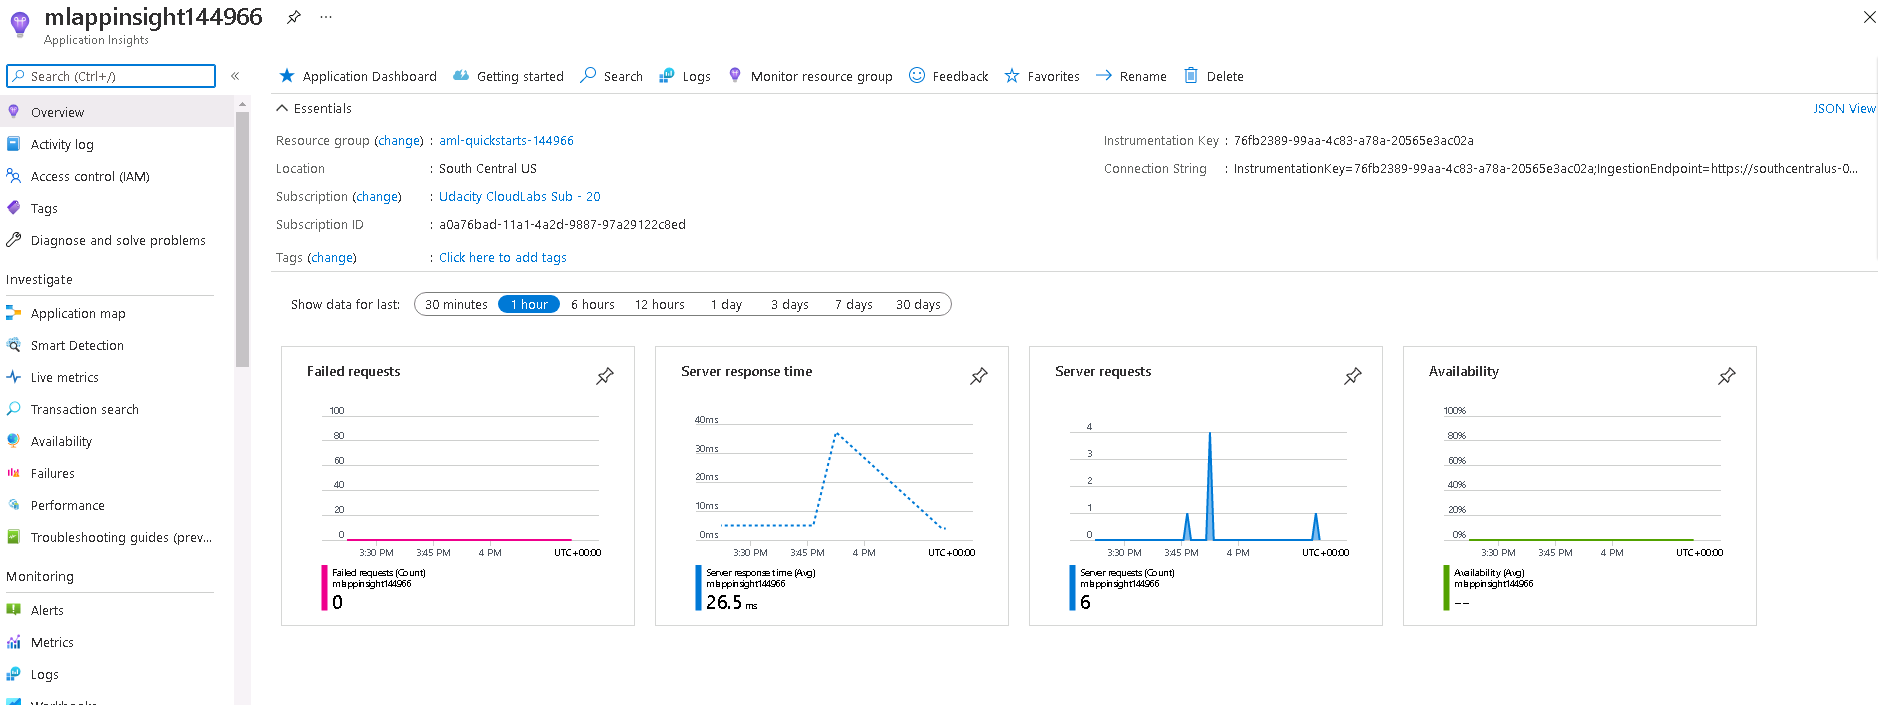 mlappinsight144966
Application Insights
Search (Ctrl+/)
Overview
Activity log
Access control (IAM)
Tags
Diagnose and solve problems
Investigate
Application map
Smart Detection
Live metrics
Transaction search
Availability
Failures
Performance
Troubleshooting guides (prev...
Monitoring
Alerts
Metrics
Logs
Workbooks
Application Dashboard Getting started Search Logs Monitor resource group Feedback Favorites Rename Delete
Essentials
JSON View
Resource group (change) : aml-quickstarts-144966
Location : South Central US
Subscription (change) : Udacity CloudLabs Sub - 20
Subscription ID : a0a76bad-11a1-4a2d-9887-97a29122c8ed
Tags (change) : Click here to add tags
Instrumentation Key : 76fb2389-99aa-4c83-a78a-20565e3ac02a
Connection String : InstrumentationKey=76fb2389-99aa-4c83-a78a-20565e3ac02a;IngestionEndpoint=https://southcentralus-0...
Show data for last: 30 minutes 1 hour 6 hours 12 hours 1 day 3 days 7 days 30 days
Failed requests
100
80
60
40
20
0
3:30 PM 3:45 PM 4 PM UTC+00:00
Failed requests (Count)
mlappinsight144966
0
Server response time
40ms
30ms
20ms
10ms
0ms
3:30 PM 3:45 PM 4 PM UTC+00:00
Server response time (Avg)
mlappinsight144966
26.5 ms
Server requests
4
3
2
1
0
3:30 PM 3:45 PM 4 PM UTC+00:00
Server requests (Count)
mlappinsight144966
6
Availability
100%
80%
60%
40%
20%
0%
3:30 PM 3:45 PM 4 PM UTC+00:00
Availability (Avg)
mlappinsight144966
--